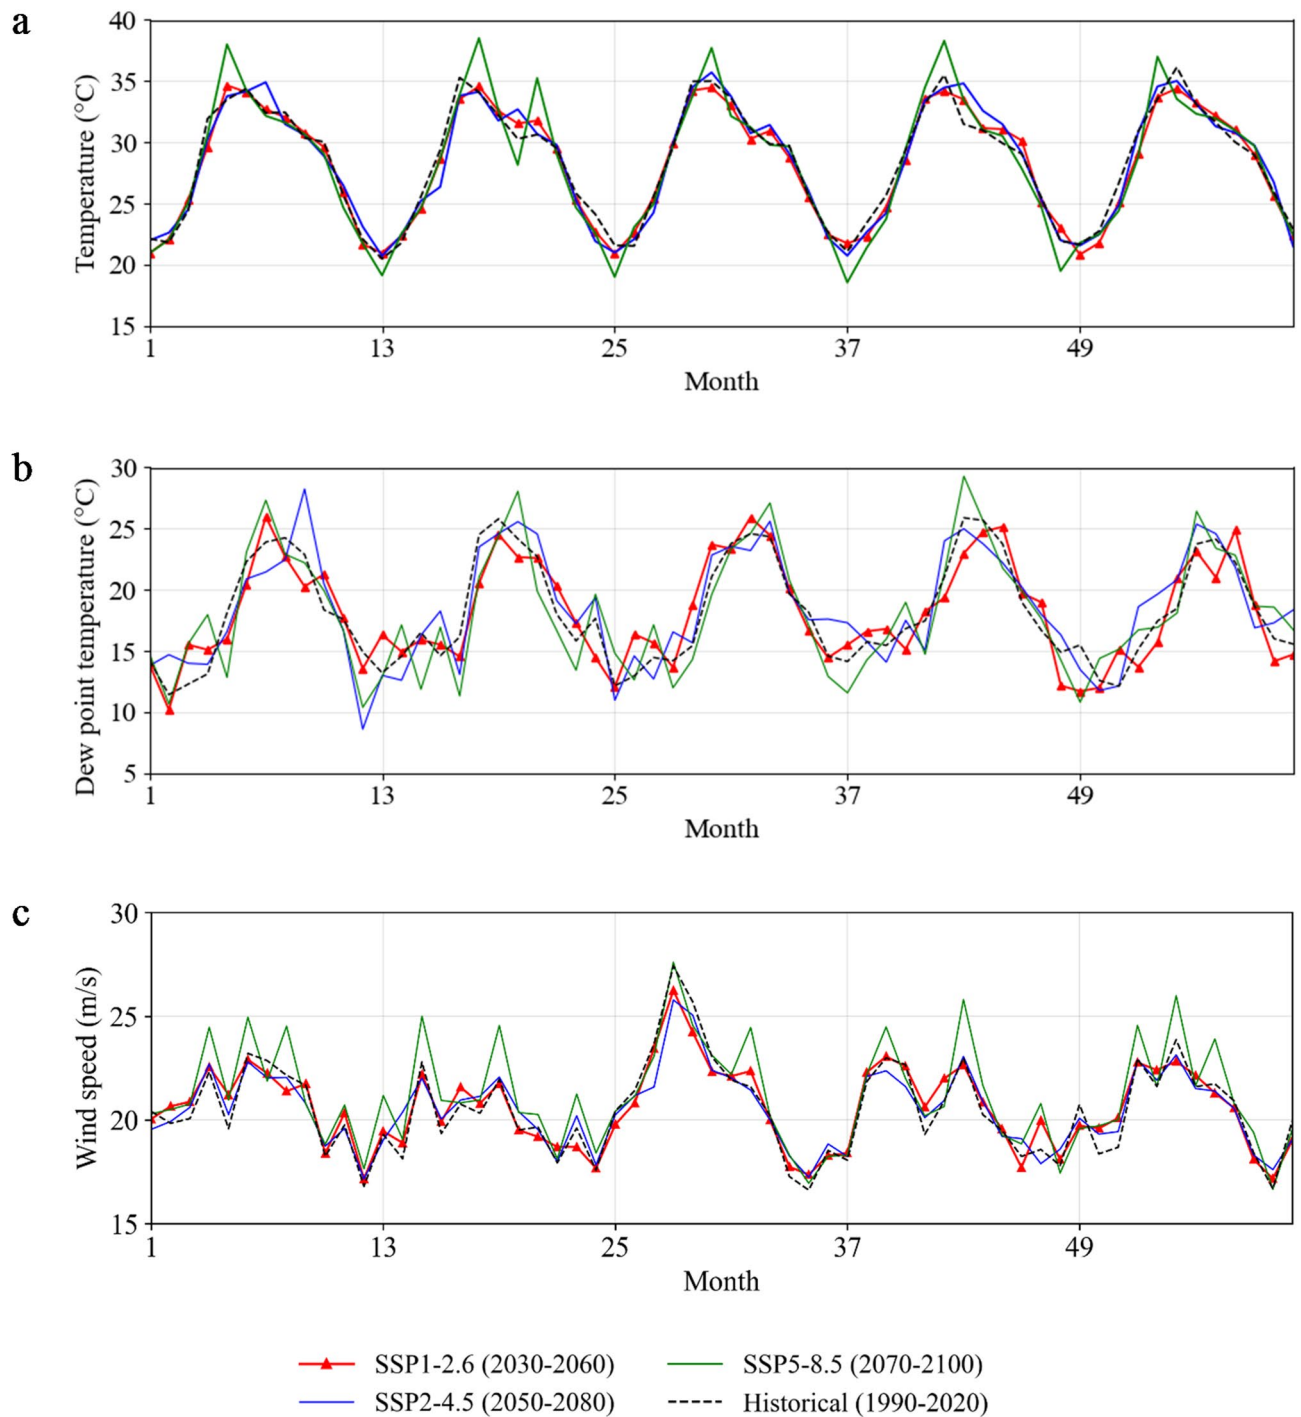 a
Temperature (°C)
40
35
30
25
20
15
1 13 25 37 49
Month
b
Dew point temperature (°C)
30
25
20
15
10
5
1 13 25 37 49
Month
c
Wind speed (m/s)
30
25
20
15
1 13 25 37 49
Month
SSP1-2.6 (2030-2060) SSP5-8.5 (2070-2100)
SSP2-4.5 (2050-2080) Historical (1990-2020)